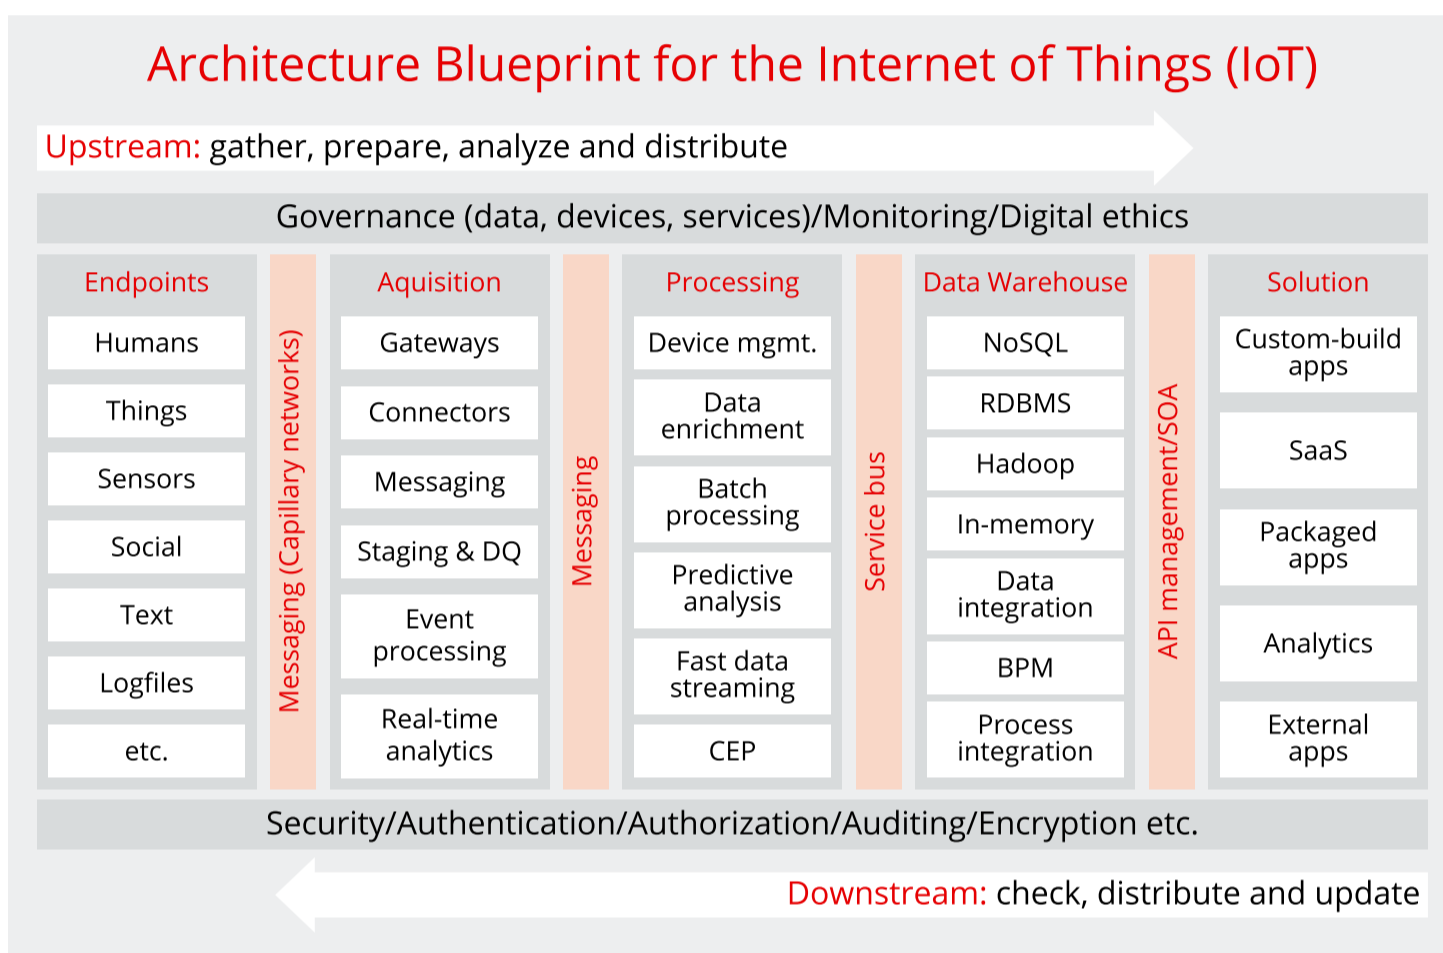 Architecture Blueprint for the Internet of Things (IoT)
Upstream: gather, prepare, analyze and distribute
Governance (data, devices, services)/Monitoring/Digital ethics
Endpoints
Humans
Things
Sensors
Social
Text
Logfiles
etc.
Messaging (Capillary networks)
Aquisition
Gateways
Connectors
Messaging
Staging & DQ
Event
processing
Real-time
analytics
Messaging
Processing
Device mgmt.
Data
enrichment
Batch
processing
Predictive
analysis
Fast data
streaming
CEP
Service bus
Data Warehouse
NoSQL
RDBMS
Hadoop
In-memory
Data
integration
BPM
Process
integration
API management/SOA
Solution
Custom-build
apps
SaaS
Packaged
apps
Analytics
External
apps
Security/Authentication/Authorization/Auditing/Encryption etc.
Downstream: check, distribute and update